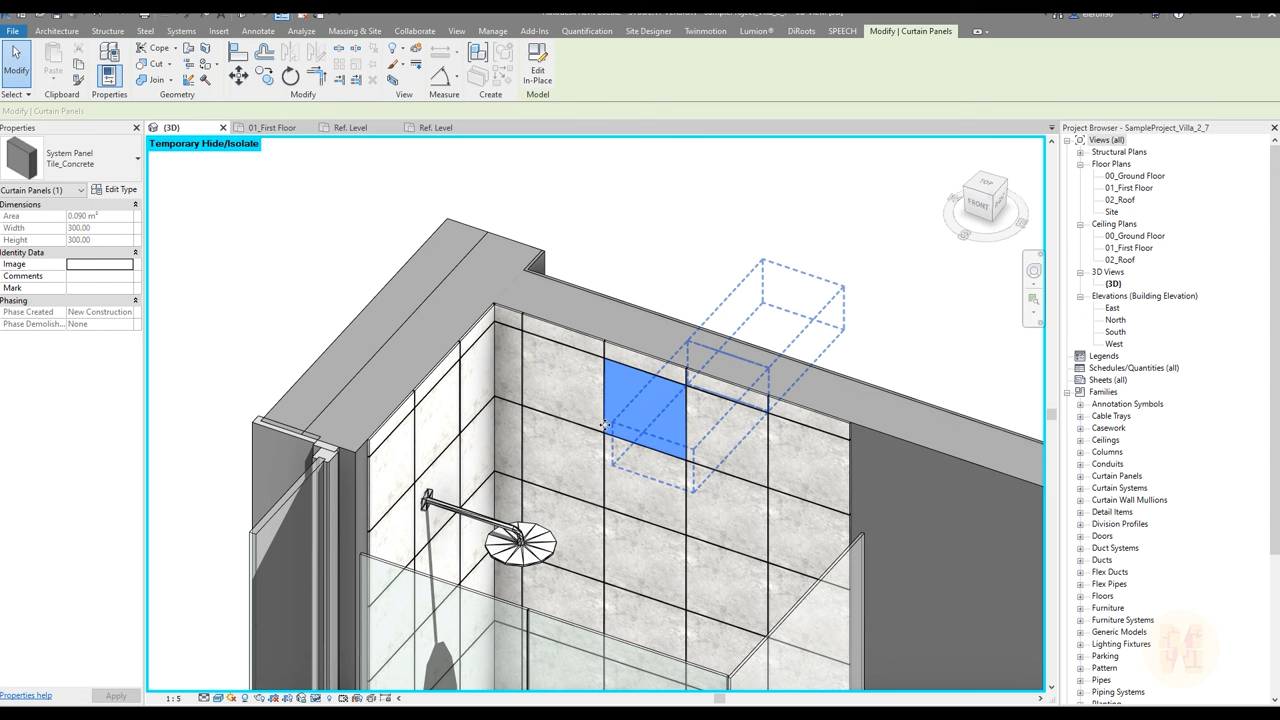 File Architecture Structure Steel Systems Insert Annotate Analyze Massing & Site Collaborate View Manage Add-Ins Quantification Site Designer Twinmotion Lumion® DiRoots SPEECH Modify | Curtain Panels
Modify Paste Properties Cope Cut Join Edit In-Place
Select Clipboard Properties Geometry Modify View Measure Create Model
Modify | Curtain Panels
Properties
System Panel
Tile_Concrete
Curtain Panels (1) Edit Type
Dimensions
Area 0.090 m²
Width 300.00
Height 300.00
Identity Data
Image
Comments
Mark
Phasing
Phase Created New Construction
Phase Demolish... None
Properties help Apply
(3D) 01_First Floor Ref. Level Ref. Level
Temporary Hide/Isolate
TOP
FRONT
1 : 5
Project Browser - SampleProject_Villa_2_7
Views (all)
Structural Plans
Floor Plans
00_Ground Floor
01_First Floor
02_Roof
Site
Ceiling Plans
00_Ground Floor
01_First Floor
02_Roof
3D Views
(3D)
Elevations (Building Elevation)
East
North
South
West
Legends
Schedules/Quantities (all)
Sheets (all)
Families
Annotation Symbols
Cable Trays
Casework
Ceilings
Columns
Conduits
Curtain Panels
Curtain Systems
Curtain Wall Mullions
Detail Items
Division Profiles
Doors
Duct Systems
Ducts
Flex Ducts
Flex Pipes
Floors
Furniture
Furniture Systems
Generic Models
Lighting Fixtures
Parking
Pattern
Pipes
Piping Systems